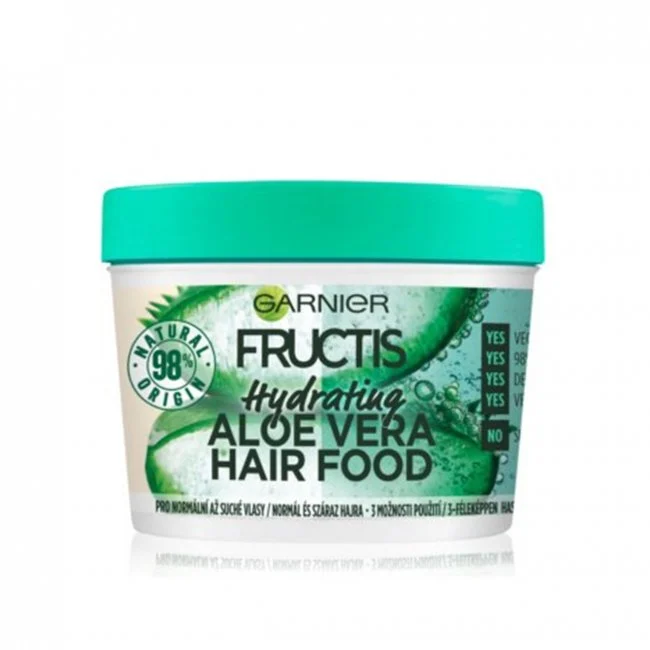 GARNIER
FRUCTIS
Hydrating
ALOE VERA
HAIR FOOD
· NATURAL ·
98%
ORIGIN
YES
YES 98
YES
YES
NO
PRO NORMÁLNÍ AŽ SUCHÉ VLASY / NORMÁL ÉS SZÁRAZ HAJRA - 3 MOŽNOSTI POUŽITÍ / 3-FÉLEKÉPPEN